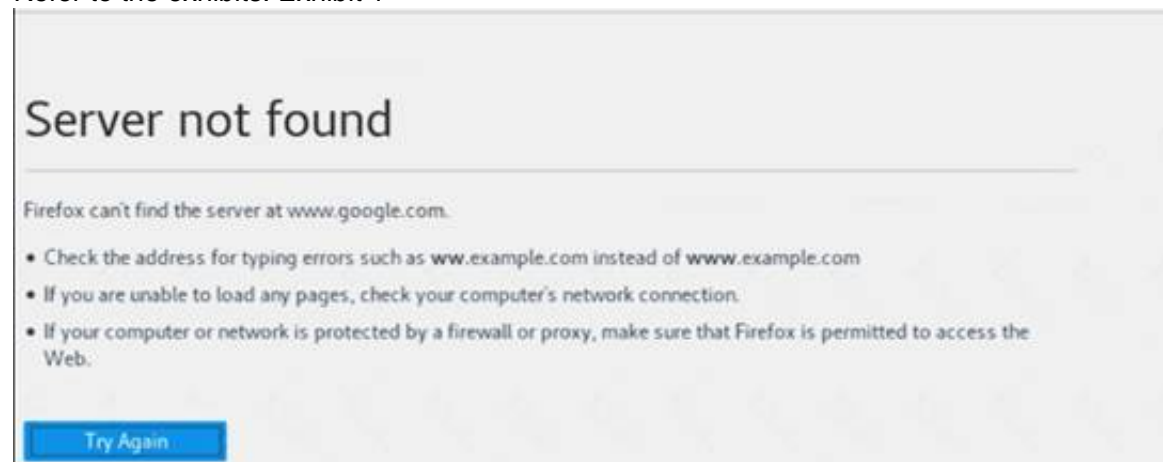 Server not found
Firefox can't find the server at www.google.com.
• Check the address for typing errors such as ww.example.com instead of www.example.com
• If you are unable to load any pages, check your computer's network connection.
• If your computer or network is protected by a firewall or proxy, make sure that Firefox is permitted to access the
Web.
Try Again